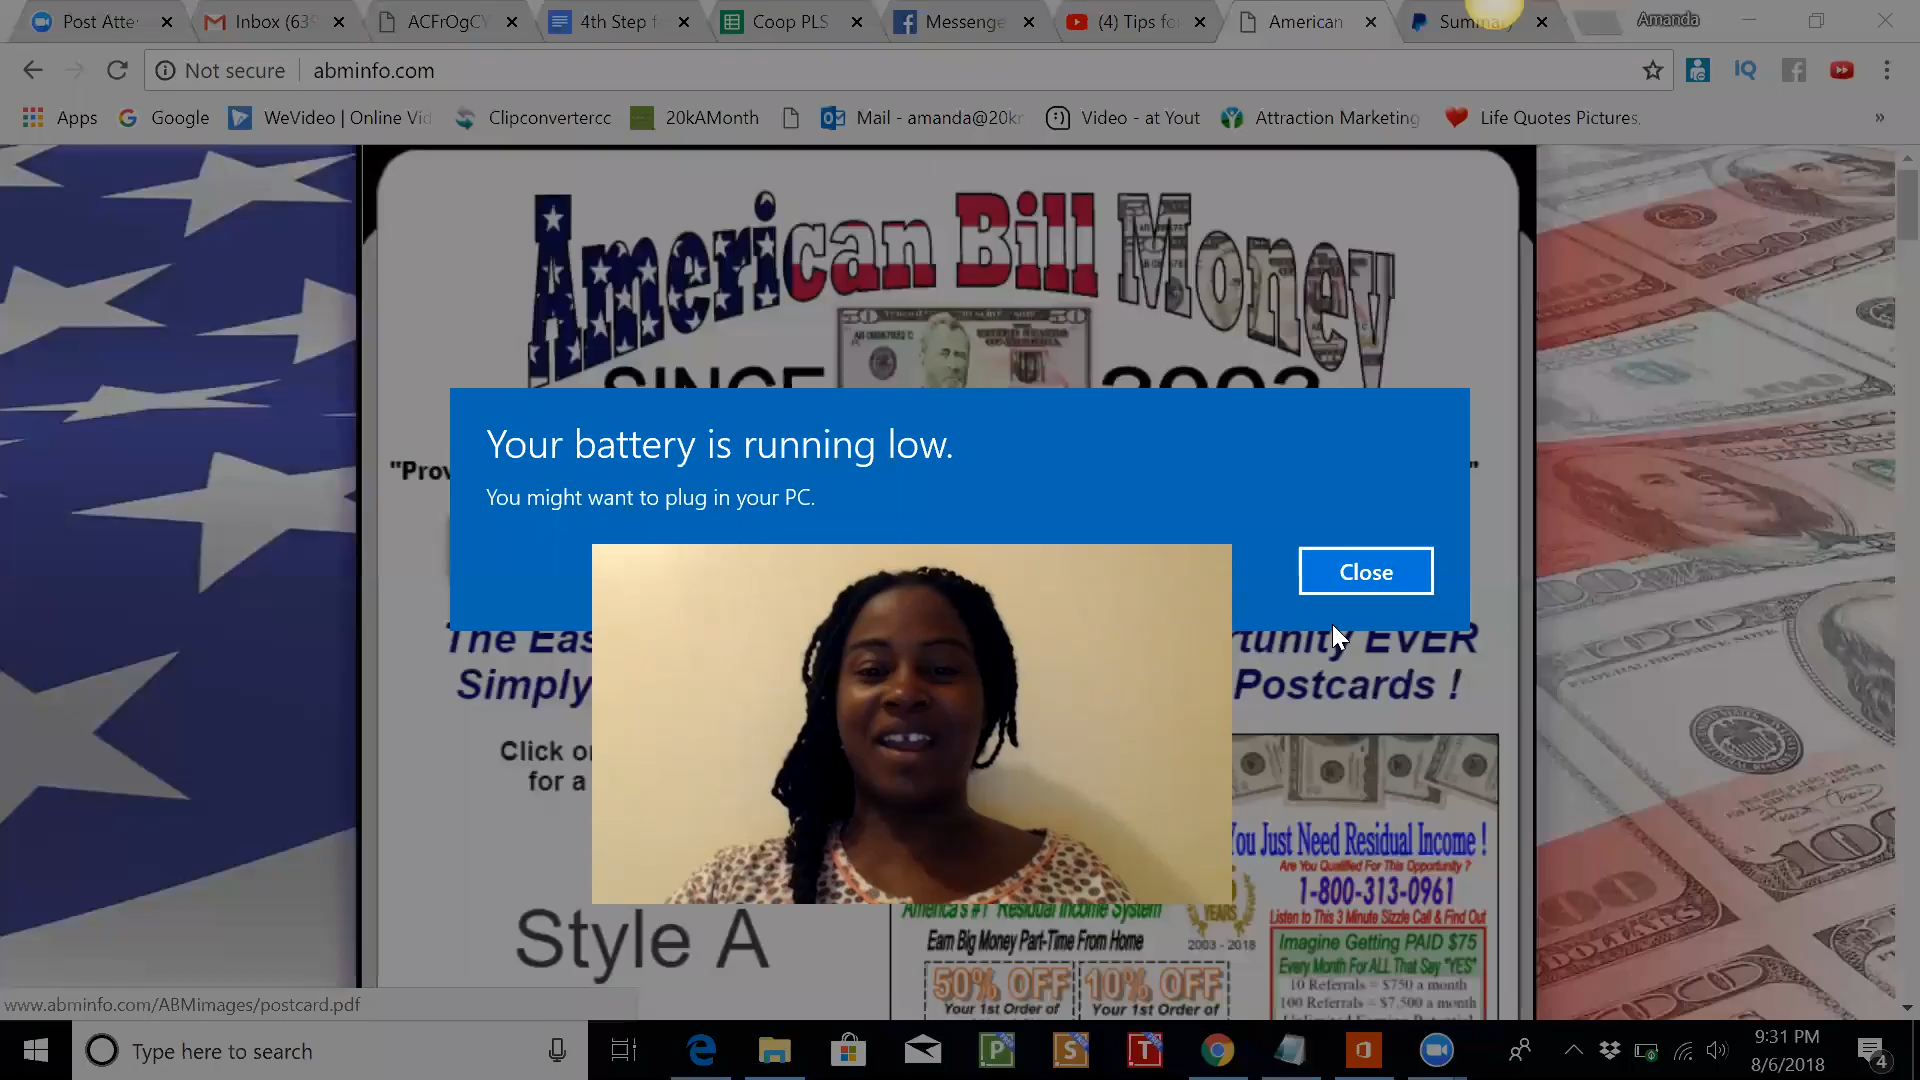 Post Atte
Inbox (639
ACFrOgCY
4th Step fo
Coop PLS
Messenge
(4) Tips for
American
Summary
Amanda
Not secure
abminfo.com
Apps
Google
WeVideo | Online Vid
Clipconvertercc
20kAMonth
Mail - amanda@20k
Video - at Yout
Attraction Marketing
Life Quotes Pictures,
»
American Bill Money
SINCE 2003
"Prov
"
Your battery is running low.
You might want to plug in your PC.
Close
The Eas
tunity EVER
Simply
Postcards !
Click o
for a
You Just Need Residual Income !
Are You Qualified For This Opportunity ?
1-800-313-0961
Listen to This 3 Minute Sizzle Call & Find Out
America's #1 Residual Income System
YEARS
2003 - 2018
Earn Big Money Part-Time From Home
Imagine Getting PAID $75
Every Month For ALL That Say "YES"
Style A
50% OFF
10% OFF
10 Referrals = $750 a month
Your 1st Order of
Your 1st Order of
100 Referrals = $7,500 a month
www.abminfo.com/ABMimages/postcard.pdf
Type here to search
9:31 PM
8/6/2018
4